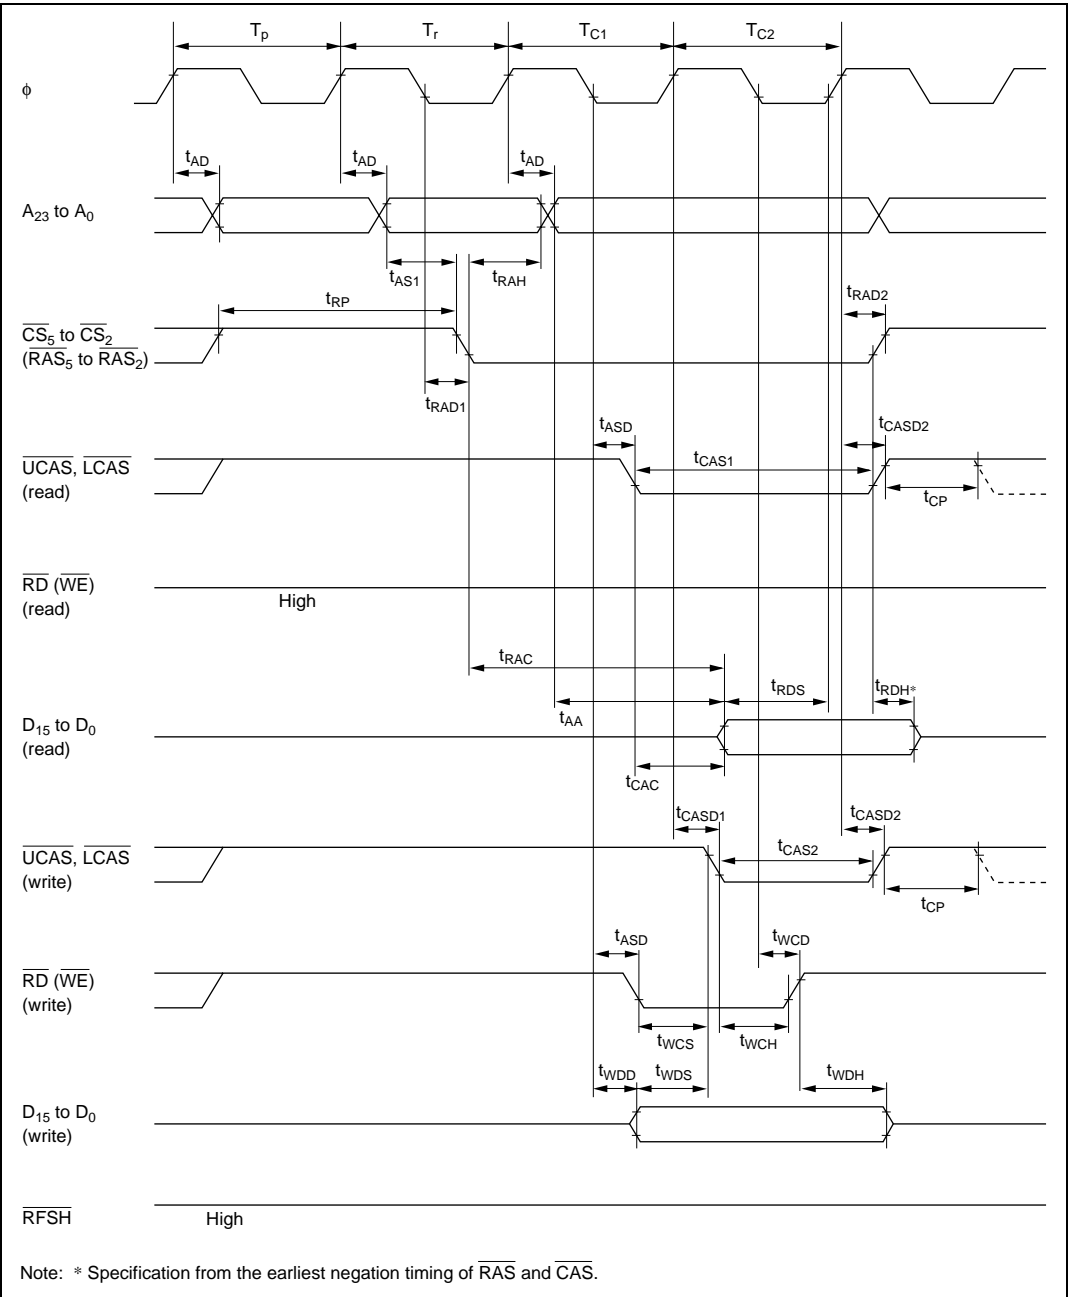 Tp Tr TC1 TC2
ϕ
tAD tAD tAD
A23 to A0
tAS1 tRAH
tRP tRAD2
CS5 to CS2
(RAS5 to RAS2)
tRAD1
tASD tCASD2
UCAS, LCAS tCAS1
(read)
tCP
RD (WE)
(read) High
tRAC
tRDS tRDH*
D15 to D0 tAA
(read)
tCAC
tCASD1 tCASD2
UCAS, LCAS tCAS2
(write)
tCP
tASD tWCD
RD (WE)
(write)
tWCS tWCH
tWDD tWDS tWDH
D15 to D0
(write)
RFSH High
Note: * Specification from the earliest negation timing of RAS and CAS.